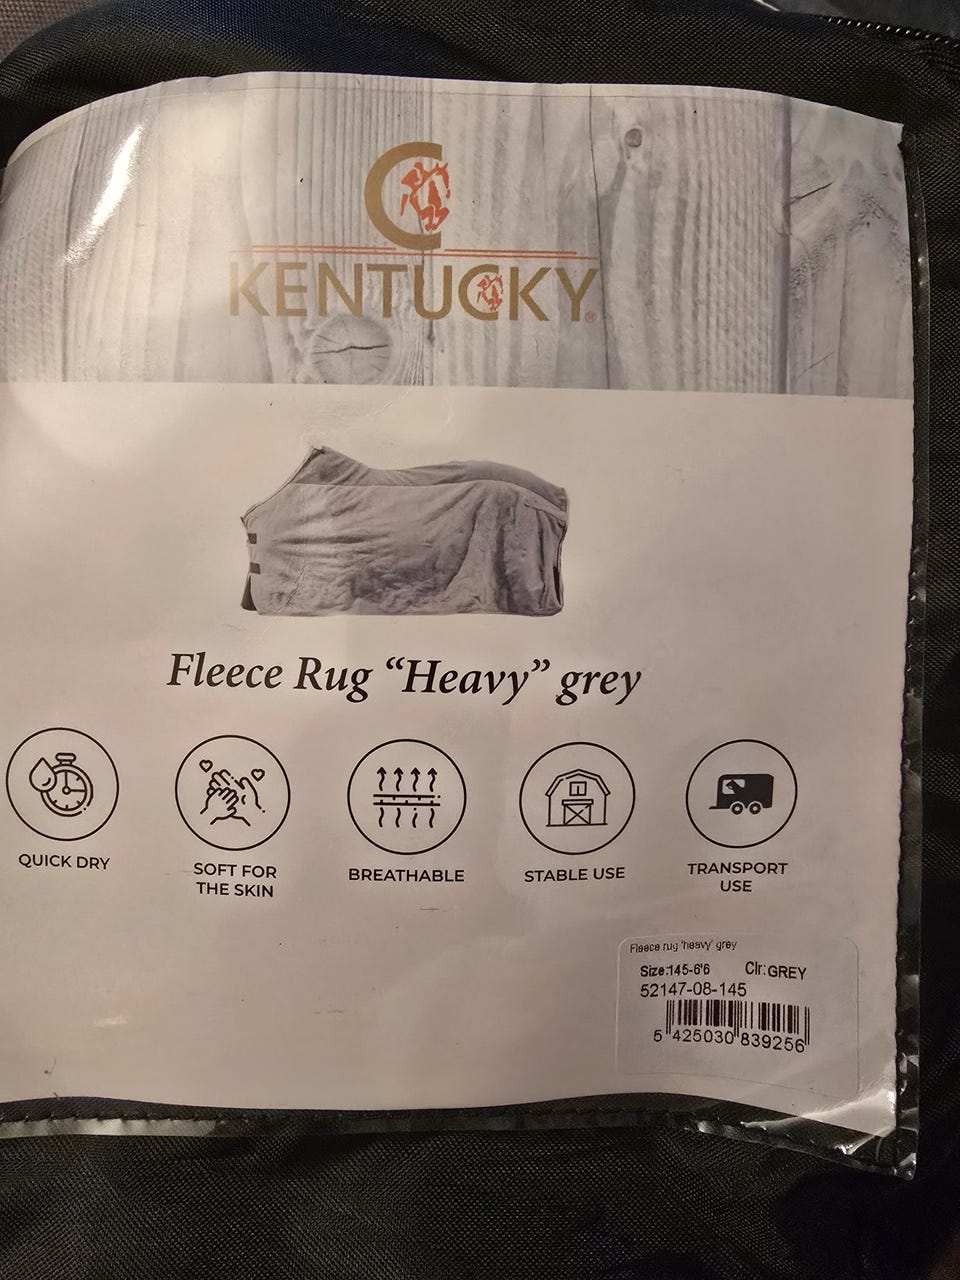 KENTUCKY®
Fleece Rug “Heavy” grey
QUICK DRY
SOFT FOR
THE SKIN
BREATHABLE
STABLE USE
TRANSPORT
USE
Fleece rug 'heavy' grey
Size:145-6'6 Clr:GREY
52147-08-145
5 425030 839256